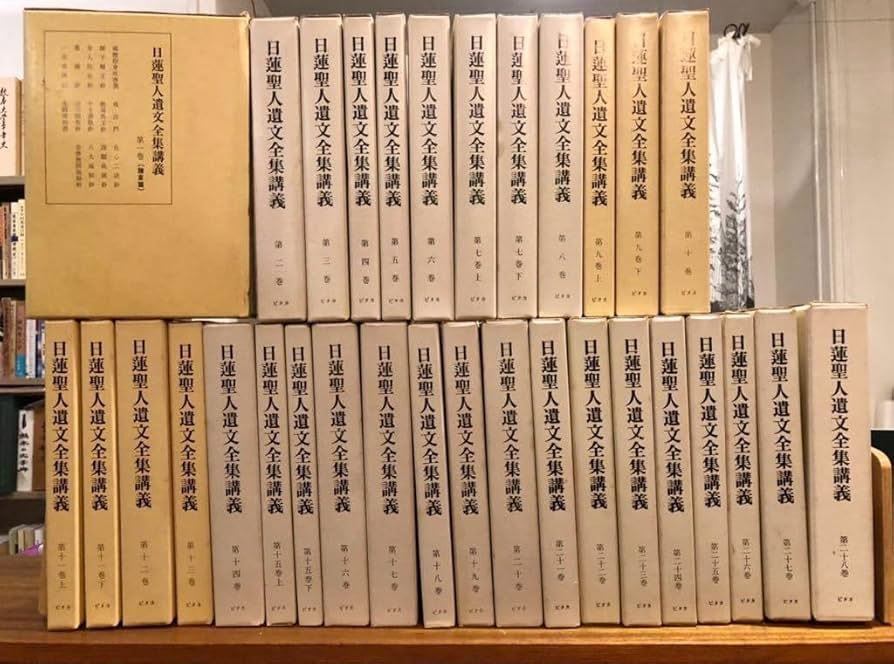 日蓮聖人遺文全集講義
第一巻
日蓮聖人遺文全集講義 第二巻 ピタカ
日蓮聖人遺文全集講義 第三巻 ピタカ
日蓮聖人遺文全集講義 第四巻 ピタカ
日蓮聖人遺文全集講義 第五巻 ピタカ
日蓮聖人遺文全集講義 第六巻 ピタカ
日蓮聖人遺文全集講義 第七巻上 ピタカ
日蓮聖人遺文全集講義 第七巻下 ピタカ
日蓮聖人遺文全集講義 第八巻 ピタカ
日蓮聖人遺文全集講義 第九巻上 ピタカ
日蓮聖人遺文全集講義 第九巻下 ピタカ
日蓮聖人遺文全集講義 第十巻 ピタカ
日蓮聖人遺文全集講義 第十一巻上 ピタカ
日蓮聖人遺文全集講義 第十一巻下 ピタカ
日蓮聖人遺文全集講義 第十二巻 ピタカ
日蓮聖人遺文全集講義 第十三巻 ピタカ
日蓮聖人遺文全集講義 第十四巻 ピタカ
日蓮聖人遺文全集講義 第十五巻上 ピタカ
日蓮聖人遺文全集講義 第十五巻下 ピタカ
日蓮聖人遺文全集講義 第十六巻 ピタカ
日蓮聖人遺文全集講義 第十七巻 ピタカ
日蓮聖人遺文全集講義 第十八巻 ピタカ
日蓮聖人遺文全集講義 第十九巻 ピタカ
日蓮聖人遺文全集講義 第二十巻 ピタカ
日蓮聖人遺文全集講義 第二十一巻 ピタカ
日蓮聖人遺文全集講義 第二十二巻 ピタカ
日蓮聖人遺文全集講義 第二十三巻 ピタカ
日蓮聖人遺文全集講義 第二十四巻 ピタカ
日蓮聖人遺文全集講義 第二十五巻 ピタカ
日蓮聖人遺文全集講義 第二十六巻 ピタカ
日蓮聖人遺文全集講義 第二十七巻 ピタカ
日蓮聖人遺文全集講義 第二十八巻 ピタカ